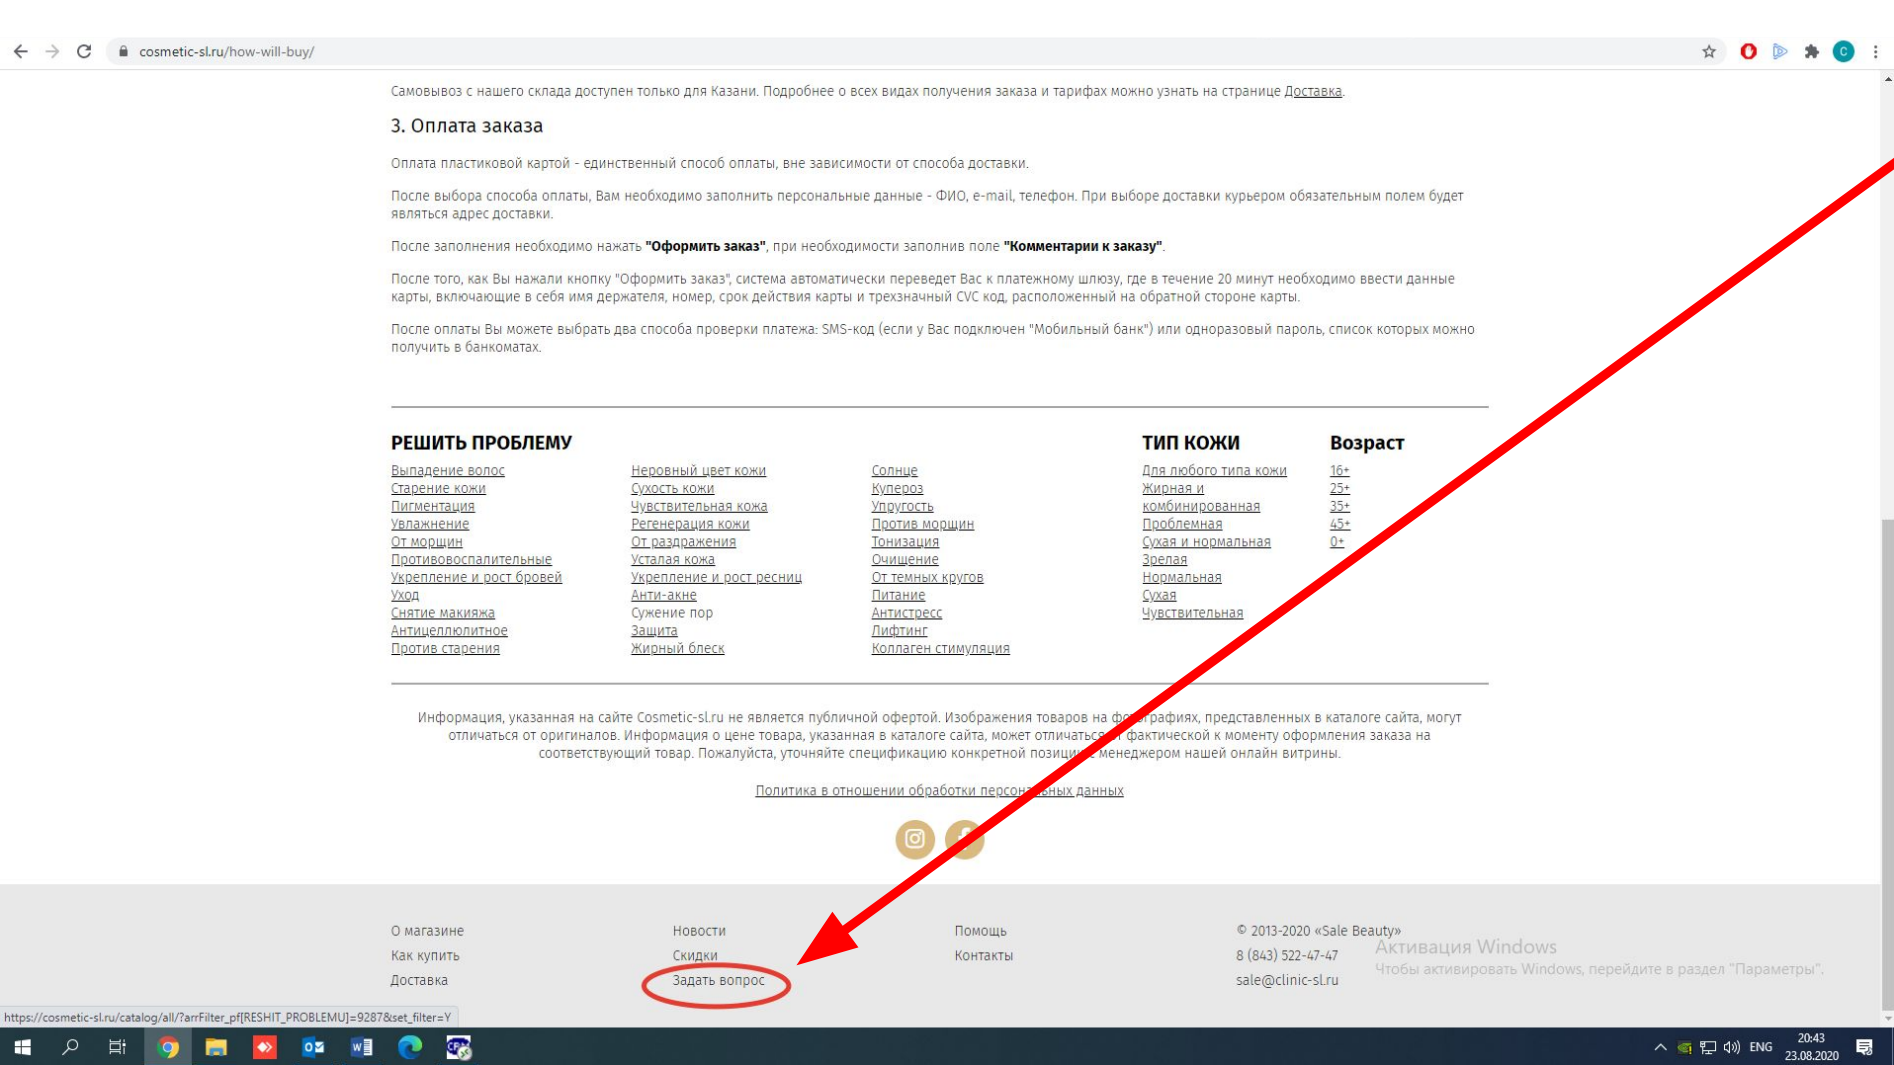 cosmetic-sl.ru/how-will-buy/
C
Самовывоз с нашего склада доступен только для Казани. Подробнее о всех видах получения заказа и тарифах можно узнать на странице Доставка.
3. Оплата заказа
Оплата пластиковой картой - единственный способ оплаты, вне зависимости от способа доставки.
После выбора способа оплаты, Вам необходимо заполнить персональные данные - ФИО, e-mail, телефон. При выборе доставки курьером обязательным полем будет
являться адрес доставки.
После заполнения необходимо нажать "Оформить заказ", при необходимости заполнив поле "Комментарии к заказу".
После того, как Вы нажали кнопку "Оформить заказ", система автоматически переведет Вас к платежному шлюзу, где в течение 20 минут необходимо ввести данные
карты, включающие в себя имя держателя, номер, срок действия карты и трехзначный CVC код, расположенный на обратной стороне карты.
После оплаты Вы можете выбрать два способа проверки платежа: SMS-код (если у Вас подключен "Мобильный банк") или одноразовый пароль, список которых можно
получить в банкоматах.
РЕШИТЬ ПРОБЛЕМУ
Выпадение волос
Старение кожи
Пигментация
Увлажнение
От морщин
Противовоспалительные
Укрепление и рост бровей
Уход
Снятие макияжа
Антицеллюлитное
Против старения
Неровный цвет кожи
Сухость кожи
Чувствительная кожа
Регенерация кожи
От раздражения
Усталая кожа
Укрепление и рост ресниц
Анти-акне
Сужение пор
Защита
Жирный блеск
Солнце
Купероз
Упругость
Против морщин
Тонизация
Очищение
От темных кругов
Питание
Антистресс
Лифтинг
Коллаген стимуляция
ТИП КОЖИ
Для любого типа кожи
Жирная и
комбинированная
Проблемная
Сухая и нормальная
Зрелая
Нормальная
Сухая
Чувствительная
Возраст
16+
25+
35+
45+
0+
Информация, указанная на сайте Cosmetic-sl.ru не является публичной офертой. Изображения товаров на фотографиях, представленных в каталоге сайта, могут
отличаться от оригиналов. Информация о цене товара, указанная в каталоге сайта, может отличаться от фактической к моменту оформления заказа на
соответствующий товар. Пожалуйста, уточняйте спецификацию конкретной позиции с менеджером нашей онлайн витрины.
Политика в отношении обработки персональных данных
О магазине
Как купить
Доставка
Новости
Скидки
Задать вопрос
Помощь
Контакты
© 2013-2020 «Sale Beauty»
8 (843) 522-47-47
sale@clinic-sl.ru
Активация Windows
Чтобы активировать Windows, перейдите в раздел "Параметры".
https://cosmetic-sl.ru/catalog/all/?arrFilter_pf[RESHIT_PROBLEMU]=9287&set_filter=Y
ENG
20:43
23.08.2020